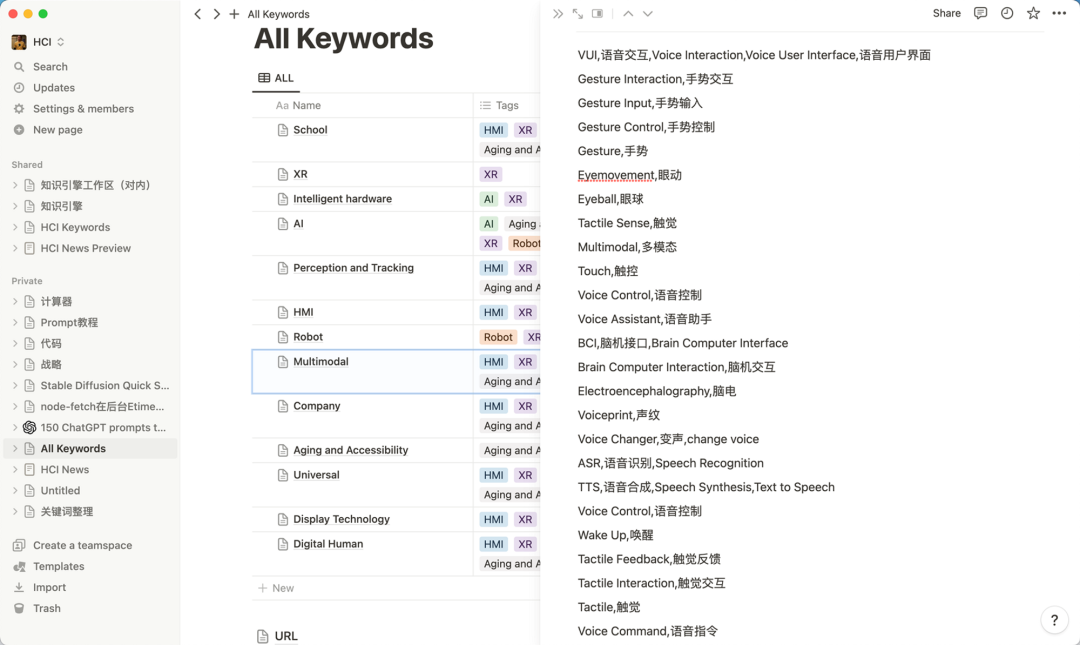 HCI
Search
Updates
Settings & members
New page
Shared
知识引擎工作区（对内）
知识引擎
HCI Keywords
HCI News Preview
Private
计算器
Prompt教程
代码
战略
Stable Diffusion Quick S...
node-fetch在后台Etime...
150 ChatGPT prompts t...
All Keywords
HCI News
Untitled
关键词整理
Create a teamspace
Templates
Import
Trash
All Keywords
All Keywords
ALL
Aa Name Tags
School HMI XR
Aging and A
XR XR
Intelligent hardware AI XR
AI AI Aging
XR Robot
Perception and Tracking HMI XR
Aging and A
HMI HMI XR
Robot Robot XR
Multimodal HMI XR
Aging and A
Company HMI XR
Aging and A
Aging and Accessibility Aging and A
Universal HMI XR
Aging and A
Display Technology HMI XR
Digital Human HMI XR
Aging and A
New
URL
Share
VUI,语音交互,Voice Interaction,Voice User Interface,语音用户界面
Gesture Interaction,手势交互
Gesture Input,手势输入
Gesture Control,手势控制
Gesture,手势
Eyemovement,眼动
Eyeball,眼球
Tactile Sense,触觉
Multimodal,多模态
Touch,触控
Voice Control,语音控制
Voice Assistant,语音助手
BCI,脑机接口,Brain Computer Interface
Brain Computer Interaction,脑机交互
Electroencephalography,脑电
Voiceprint,声纹
Voice Changer,变声,change voice
ASR,语音识别,Speech Recognition
TTS,语音合成,Speech Synthesis,Text to Speech
Voice Control,语音控制
Wake Up,唤醒
Tactile Feedback,触觉反馈
Tactile Interaction,触觉交互
Tactile,触觉
Voice Command,语音指令
?